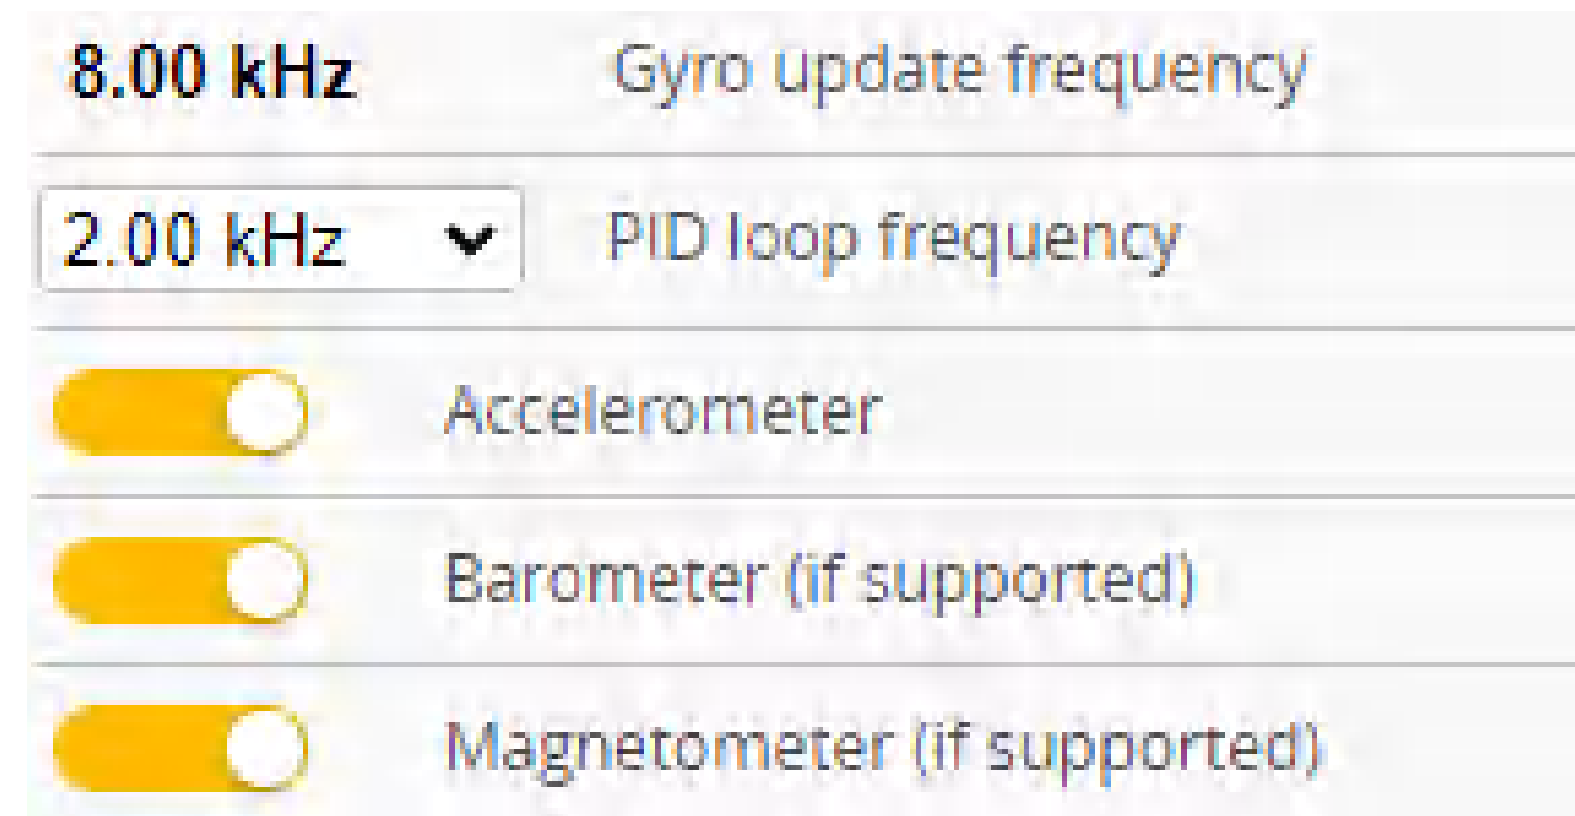 8.00 kHz Gyro update frequency
2.00 kHz PID loop frequency
Accelerometer
Barometer (if supported)
Magnetometer (if supported)